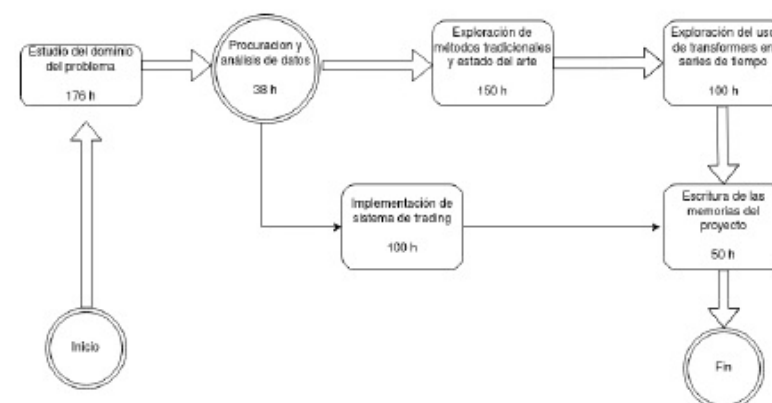 Estudio del dominio
del problema
176 h
Procuracion y
análisis de datos
38 h
Exploración de
métodos tradicionales
y estado del arte
150 h
Exploración del uso
de transformers en
series de tiempo
100 h
Implementación de
sistema de trading
100 h
Escritura de las
memorias del
proyecto
50 h
Inicio
Fin